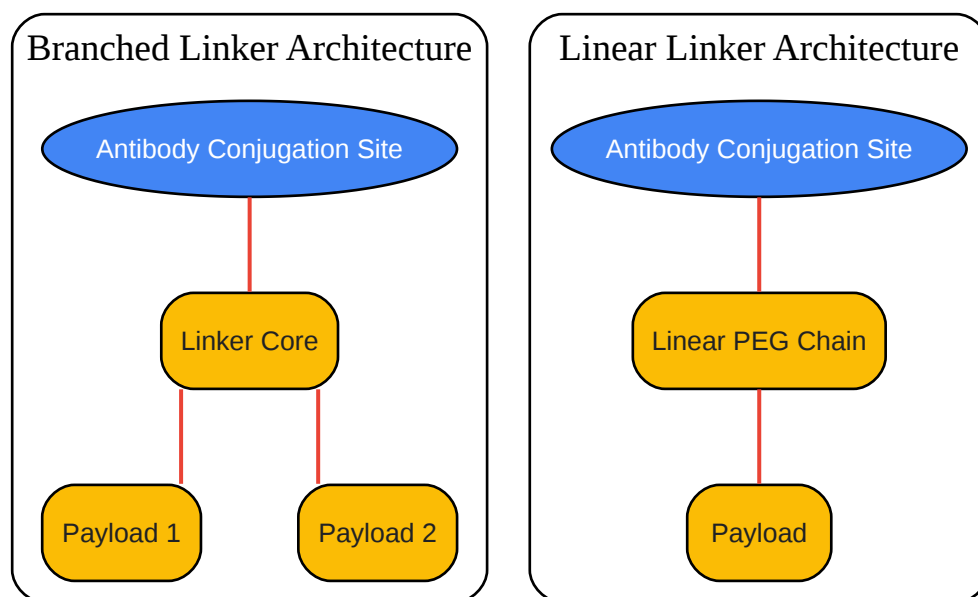 Branched Linker Architecture
Antibody Conjugation Site
Linker Core
Payload 1
Payload 2
Linear Linker Architecture
Antibody Conjugation Site
Linear PEG Chain
Payload